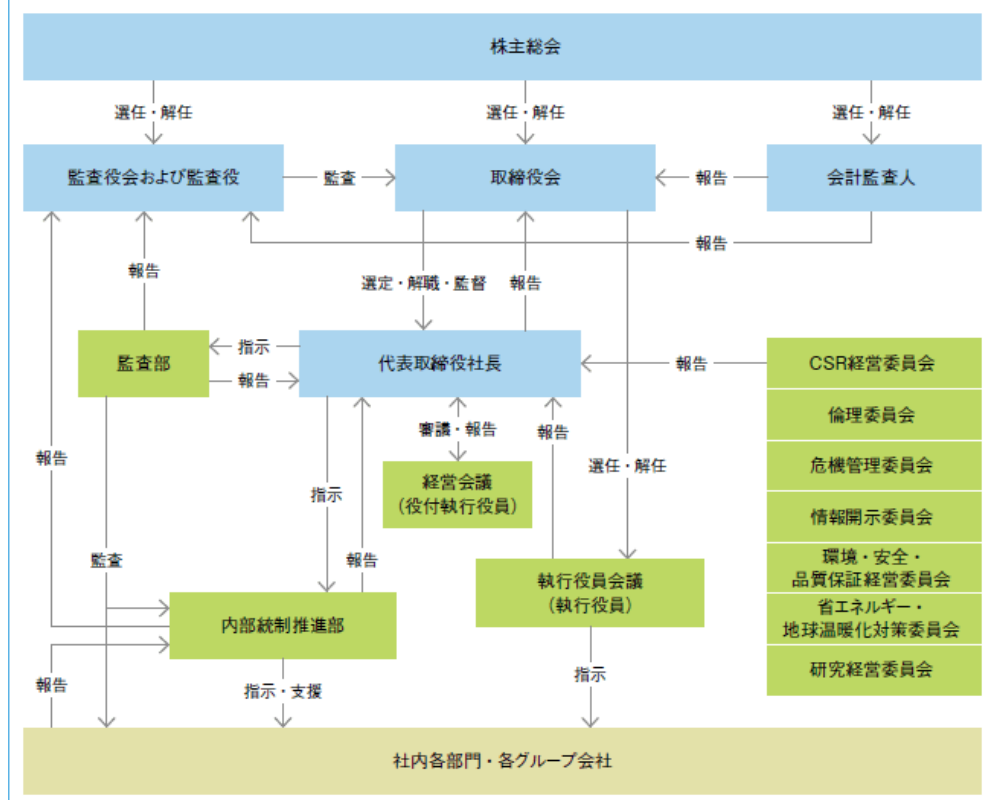 株主総会
選任・解任
選任・解任
選任・解任
監査役会および監査役
監査
取締役会
報告
会計監査人
報告
報告
選定・解職・監督
報告
監査部
指示
報告
代表取締役社長
報告
CSR経営委員会
倫理委員会
危機管理委員会
情報開示委員会
環境・安全・
品質保証経営委員会
省エネルギー・
地球温暖化対策委員会
研究経営委員会
審議・報告
報告
経営会議
（役付執行役員）
選任・解任
報告
指示
報告
監査
執行役員会議
（執行役員）
内部統制推進部
報告
指示・支援
指示
社内各部門・各グループ会社